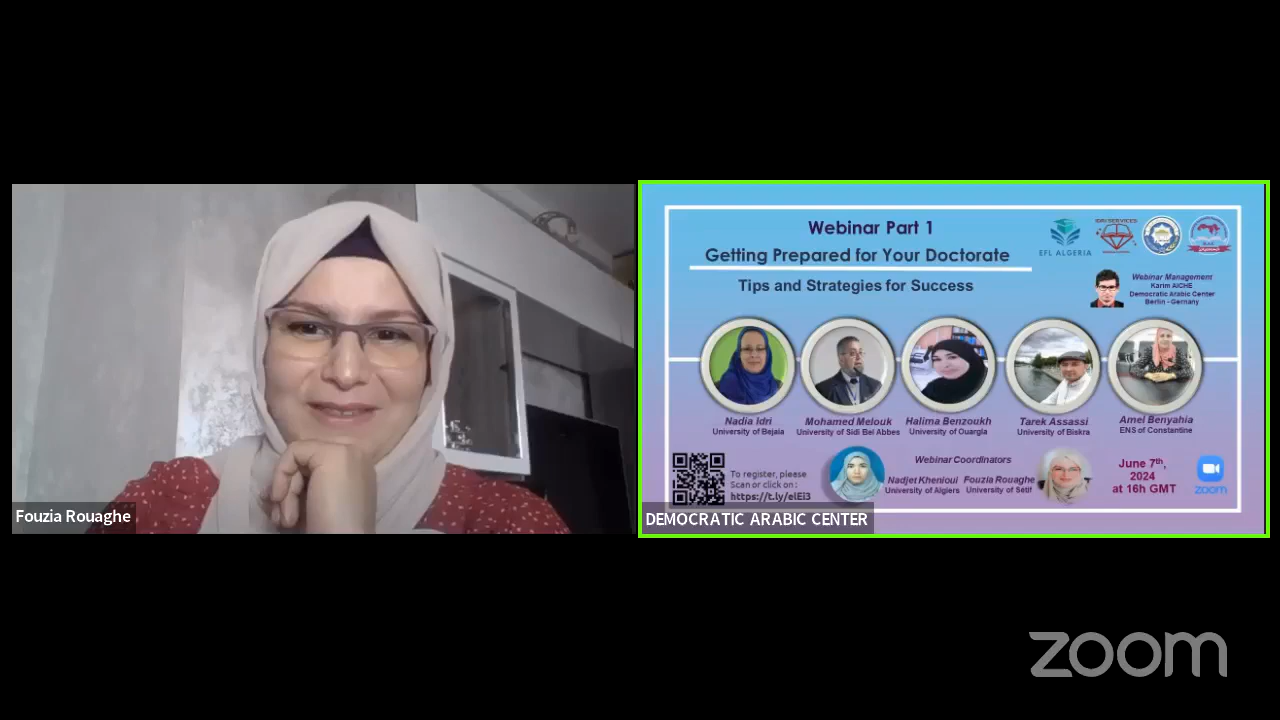 Fouzia Rouaghe
Webinar Part 1
Getting Prepared for Your Doctorate
Tips and Strategies for Success
EFL ALGERIA
IDRI SERVICES
Webinar Management
Karim AICHE
Democratic Arabic Center
Berlin -Gernany
Nadia Idri
University of Bejaia
Mohamed Melouk
University of Sidi Bel Abbes
Halima Benzoukh
University of Ouargla
Tarek Assassi
University of Biskra
Amel Benyahia
ENS of Constantine
To register, please
Scan or click on :
https://t.ly/elEi3
Webinar Coordinators
Nadjet Khenioui
University of Algiers
Fouzia Rouaghe
University of Setif
June 7th,
2024
at 16h GMT
zoom
DEMOCRATIC ARABIC CENTER
zoom